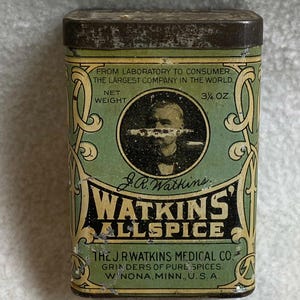 FROM LABORATORY TO CONSUMER
THE LARGEST COMPANY IN THE WORLD
NET
WEIGHT
3¼ OZ.
J.R. Watkins
WATKINS'
ALLSPICE
THE J.R. WATKINS MEDICAL CO.
GRINDERS OF PURE SPICES
WINONA, MINN., U.S.A.